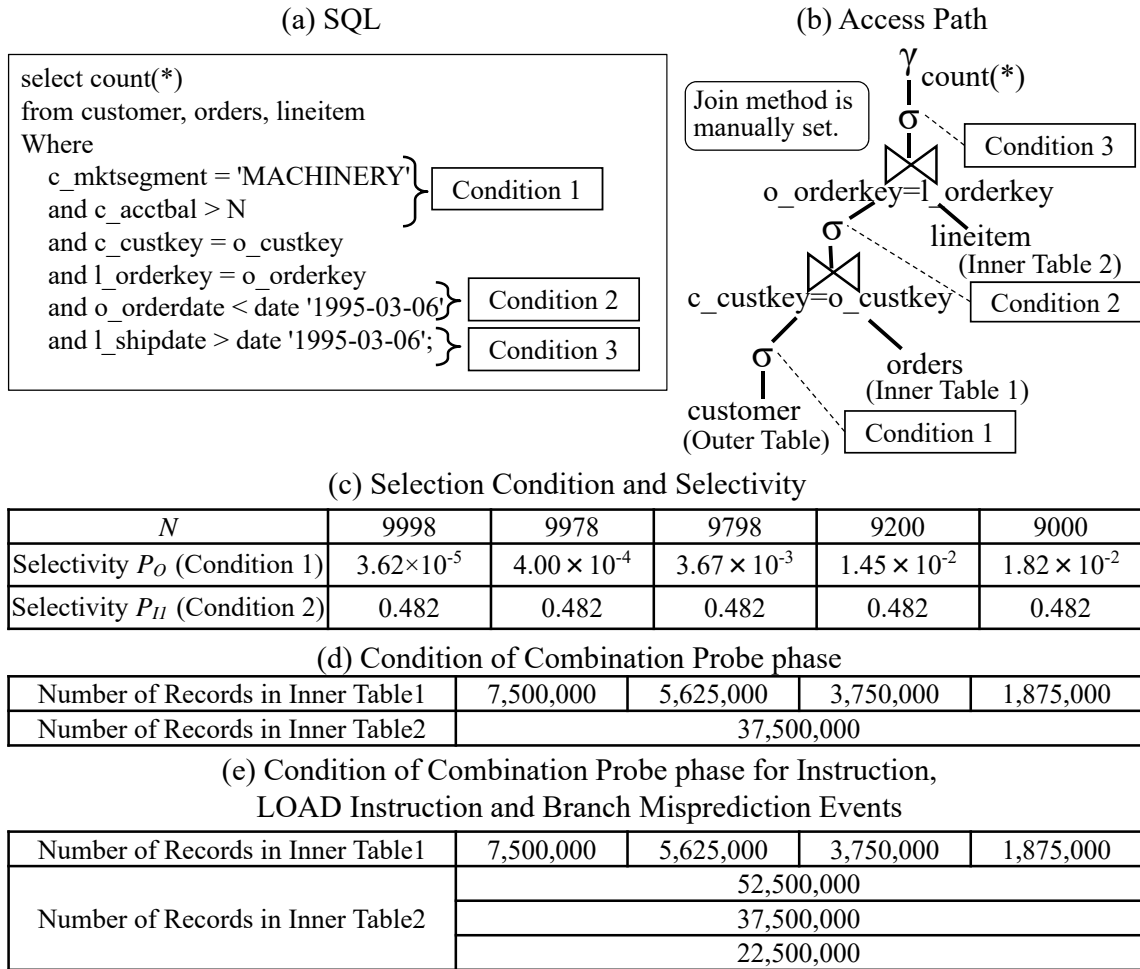 (a) SQL
select count(*)
from customer, orders, lineitem
Where
c_mktsegment = 'MACHINERY'
and c_acctbal > N
and c_custkey = o_custkey
and l_orderkey = o_orderkey
and o_orderdate < date '1995-03-06'
and l_shipdate > date '1995-03-06';
Condition 1
Condition 2
Condition 3
(b) Access Path
γ
count(*)
Join method is
manually set.
σ
Condition 3
o_orderkey=l_orderkey
σ
lineitem
(Inner Table 2)
Condition 2
c_custkey=o_custkey
σ
orders
(Inner Table 1)
customer
(Outer Table)
Condition 1
(c) Selection Condition and Selectivity
N 9998 9978 9798 9200 9000
Selectivity P_O (Condition 1) 3.62×10⁻⁵ 4.00 × 10⁻⁴ 3.67 × 10⁻³ 1.45 × 10⁻² 1.82 × 10⁻²
Selectivity P_I1 (Condition 2) 0.482 0.482 0.482 0.482 0.482
(d) Condition of Combination Probe phase
Number of Records in Inner Table1 7,500,000 5,625,000 3,750,000 1,875,000
Number of Records in Inner Table2 37,500,000
(e) Condition of Combination Probe phase for Instruction,
LOAD Instruction and Branch Misprediction Events
Number of Records in Inner Table1 7,500,000 5,625,000 3,750,000 1,875,000
Number of Records in Inner Table2
52,500,000
37,500,000
22,500,000